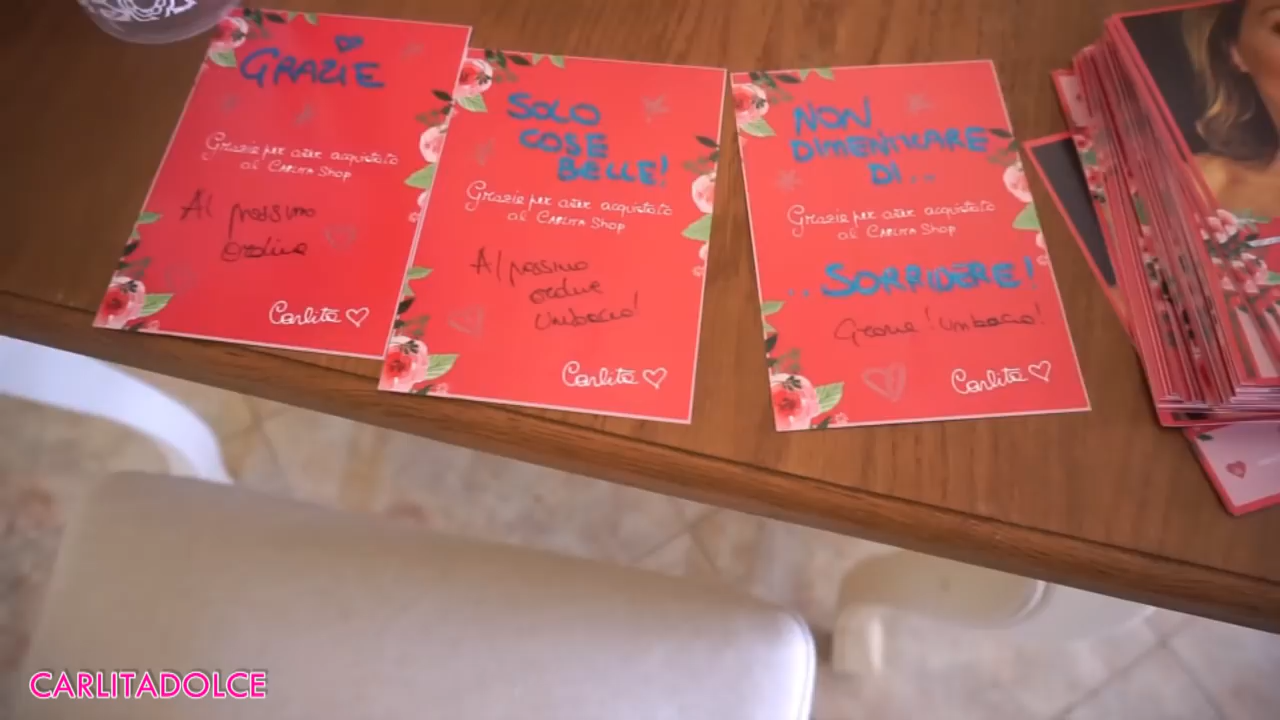 GRAZIE
Grazie per aver acquistato
al CARLITA SHOP
Al prossimo
ordine
Carlita
SOLO
COSE
BELLE!
Grazie per aver acquistato
al CARLITA SHOP
Al prossimo
ordine
Un bacio!
Carlita
NON
DIMENTICARE
DI...
Grazie per aver acquistato
al CARLITA SHOP
..SORRIDERE!
Grazie! Un bacio!
Carlita
CARLITADOLCE